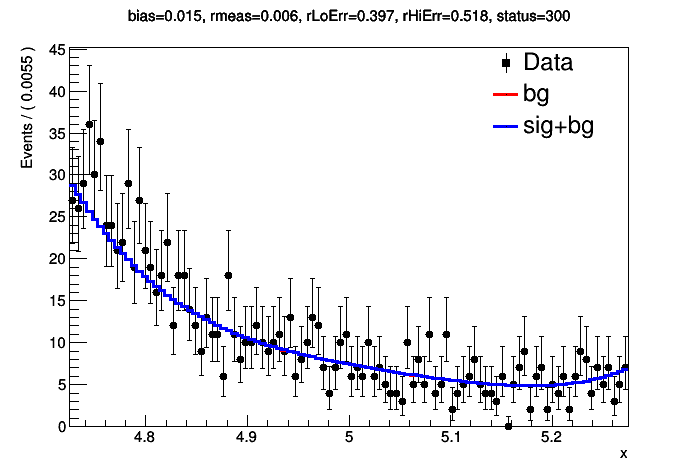 bias=0.015, rmeas=0.006, rLoErr=0.397, rHiErr=0.518, status=300
Events / ( 0.0055 )
45
40
35
30
25
20
15
10
5
0
Data
bg
sig+bg
4.8 4.9 5 5.1 5.2
x